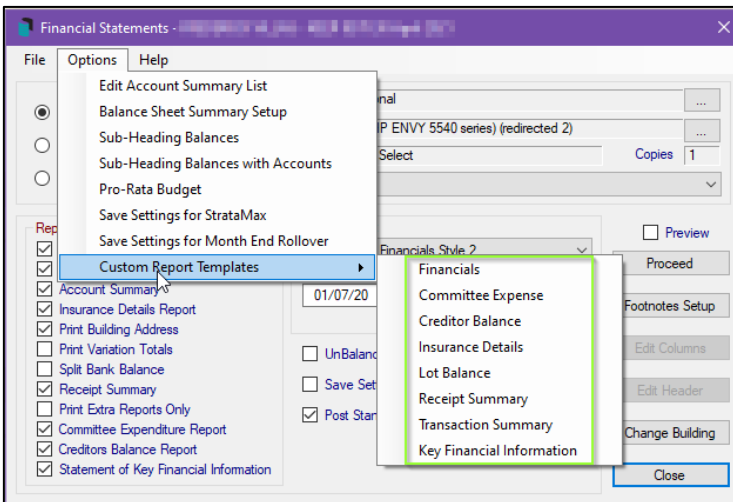 Financial Statements -
File Options Help
Edit Account Summary List
Balance Sheet Summary Setup
Sub-Heading Balances
Sub-Heading Balances with Accounts
Pro-Rata Budget
Save Settings for StrataMax
Save Settings for Month End Rollover
Custom Report Templates
nal
...
IP ENVY 5540 series) (redirected 2)
...
Select
Copies 1
Rep
Financials Style 2
Preview
Proceed
Financials
Committee Expense
Creditor Balance
Insurance Details
Lot Balance
Receipt Summary
Transaction Summary
Key Financial Information
Account Summary
Insurance Details Report
Print Building Address
Print Variation Totals
Split Bank Balance
Receipt Summary
Print Extra Reports Only
Committee Expenditure Report
Creditors Balance Report
Statement of Key Financial Information
01/07/20
UnBalanc
Save Set
Post Stan
Footnotes Setup
Edit Columns
Edit Header
Change Building
Close